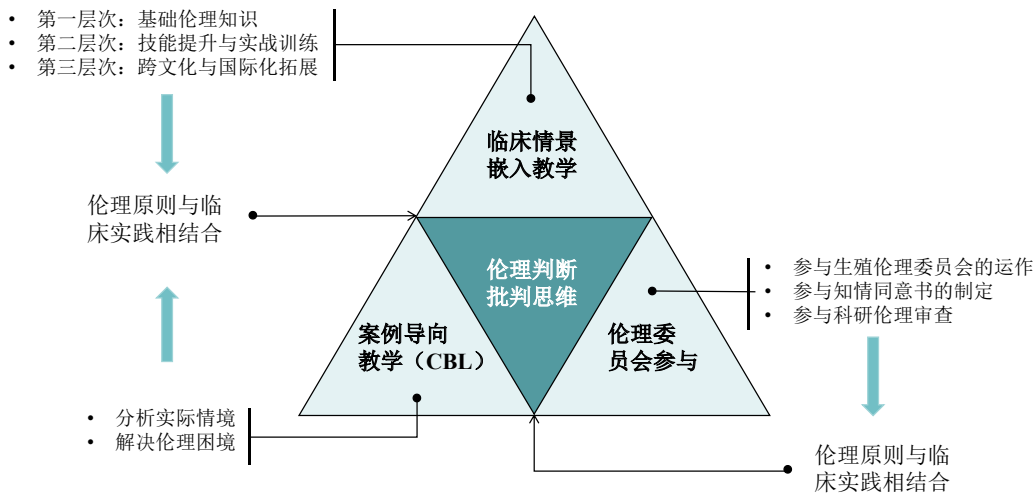 • 第一层次：基础伦理知识
• 第二层次：技能提升与实战训练
• 第三层次：跨文化与国际化拓展
临床情景
嵌入教学
伦理原则与临
床实践相结合
伦理判断
批判思维
• 参与生殖伦理委员会的运作
• 参与知情同意书的制定
• 参与科研伦理审查
案例导向
教学（CBL）
伦理委
员会参与
• 分析实际情境
• 解决伦理困境
伦理原则与临
床实践相结合